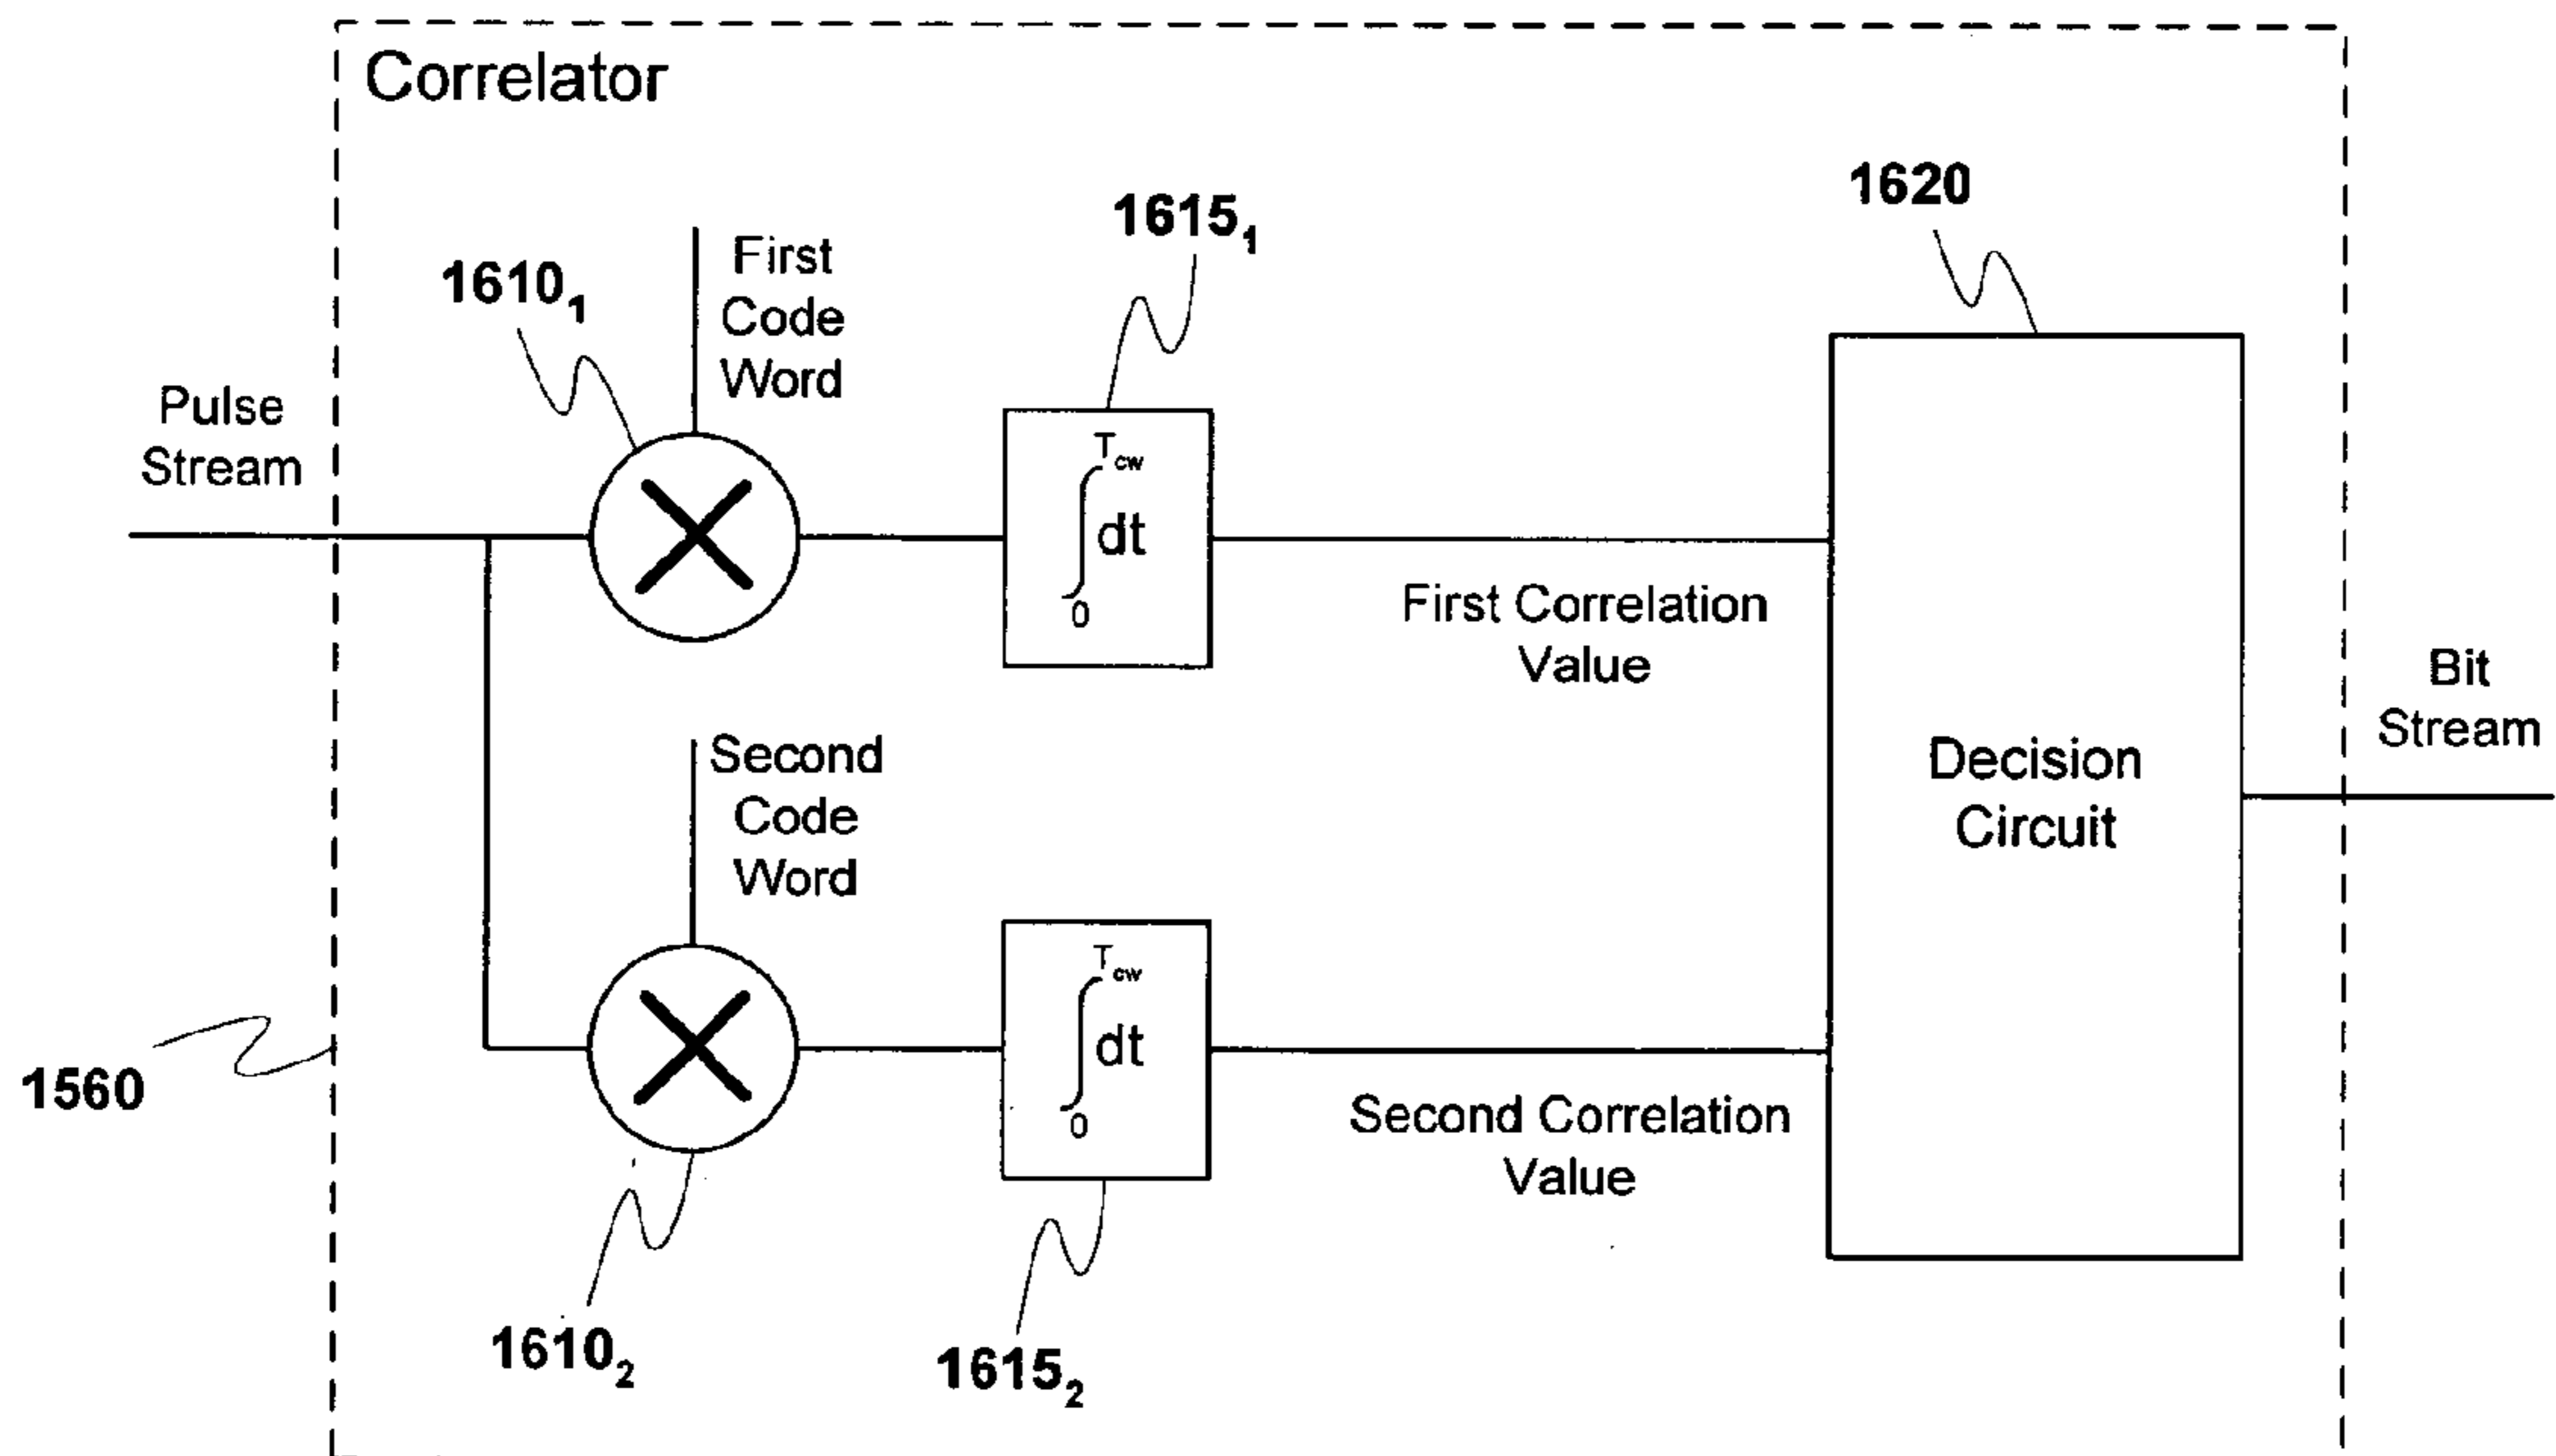 Correlator
1620
1615₁
First
Code
Word
1610₁
Pulse
Stream
T_cw
∫ dt
0
First Correlation
Value
Bit
Stream
Decision
Circuit
Second
Code
Word
T_cw
∫ dt
0
1560
Second Correlation
Value
1610₂
1615₂